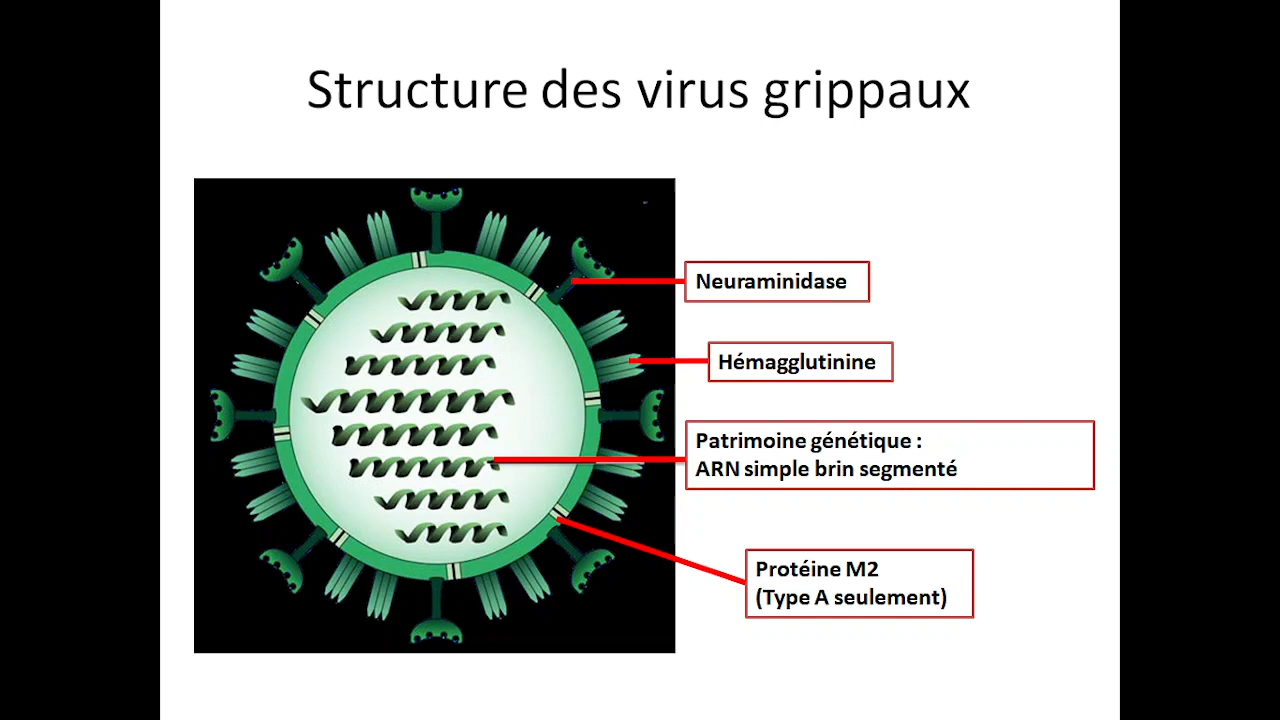 Structure des virus grippaux
Neuraminidase
Hémagglutinine
Patrimoine génétique :
ARN simple brin segmenté
Protéine M2
(Type A seulement)